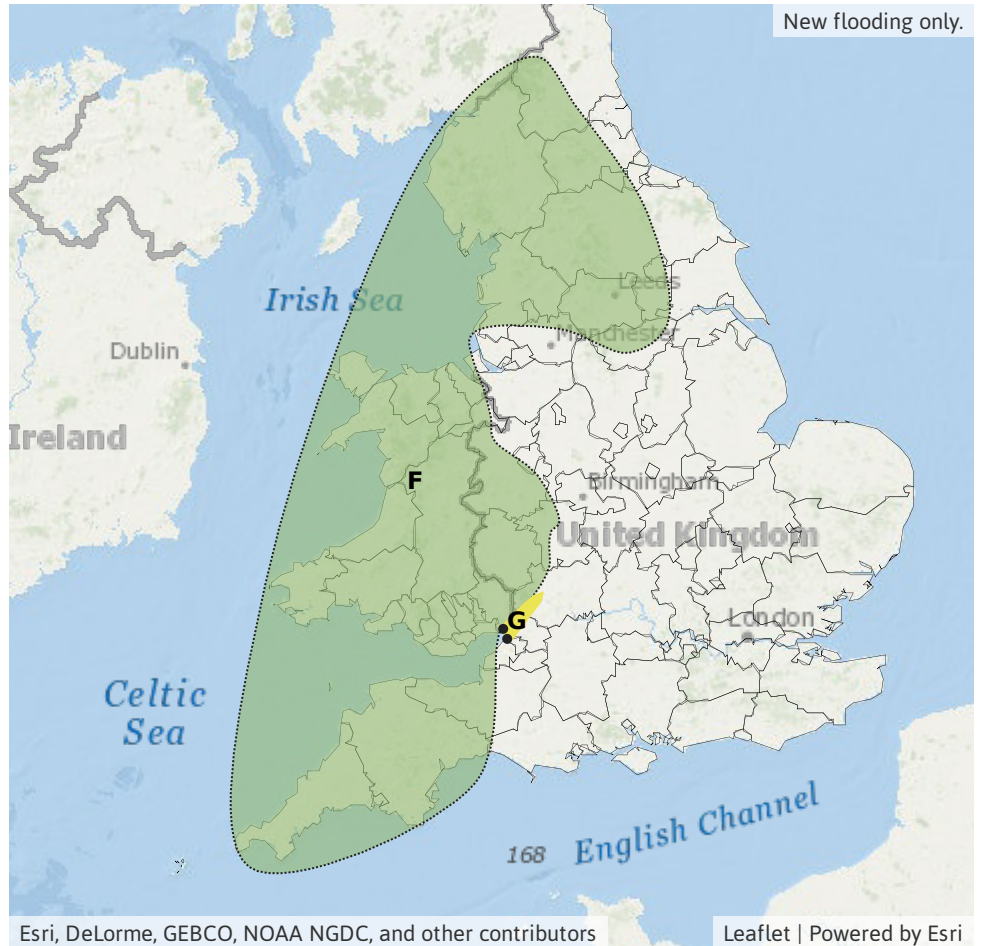 New flooding only.
Irish Sea
Leeds
Manchester
Dublin
Ireland
F
Birmingham
United Kingdom
G
London
Celtic
Sea
English Channel
168
Esri, DeLorme, GEBCO, NOAA NGDC, and other contributors
Leaflet | Powered by Esri